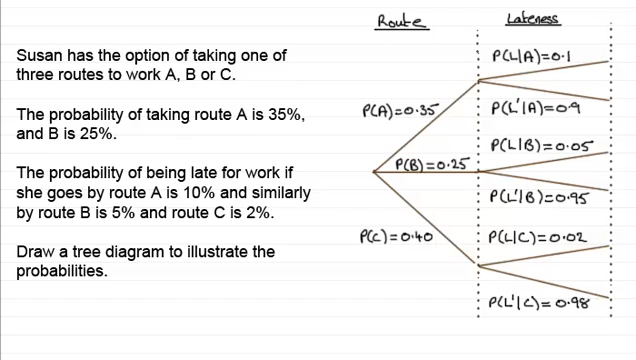 Route
Lateness
Susan has the option of taking one of
three routes to work A, B or C.
The probability of taking route A is 35%,
and B is 25%.
The probability of being late for work if
she goes by route A is 10% and similarly
by route B is 5% and route C is 2%.
Draw a tree diagram to illustrate the
probabilities.
P(A)=0.35
P(B)=0.25
P(C)=0.40
P(L|A)=0.1
P(L'|A)=0.9
P(L|B)=0.05
P(L'|B)=0.95
P(L|C)=0.02
P(L'|C)=0.98